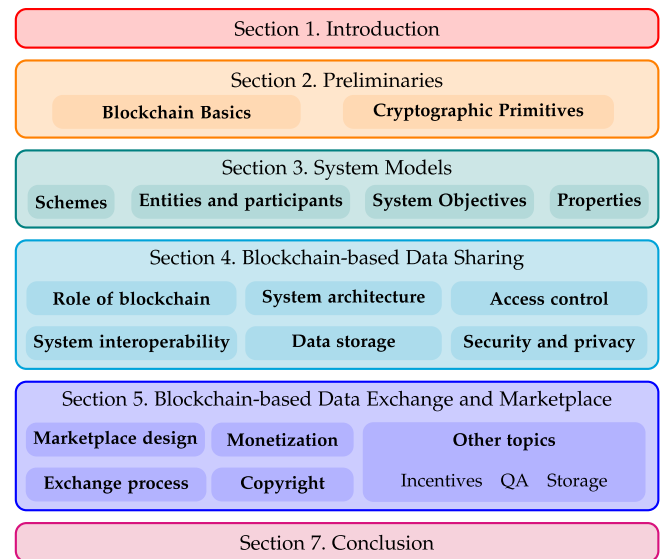 Section 1. Introduction
Section 2. Preliminaries
Blockchain Basics
Cryptographic Primitives
Section 3. System Models
Schemes
Entities and participants
System Objectives
Properties
Section 4. Blockchain-based Data Sharing
Role of blockchain
System architecture
Access control
System interoperability
Data storage
Security and privacy
Section 5. Blockchain-based Data Exchange and Marketplace
Marketplace design
Monetization
Other topics
Exchange process
Copyright
Incentives QA Storage
Section 7. Conclusion